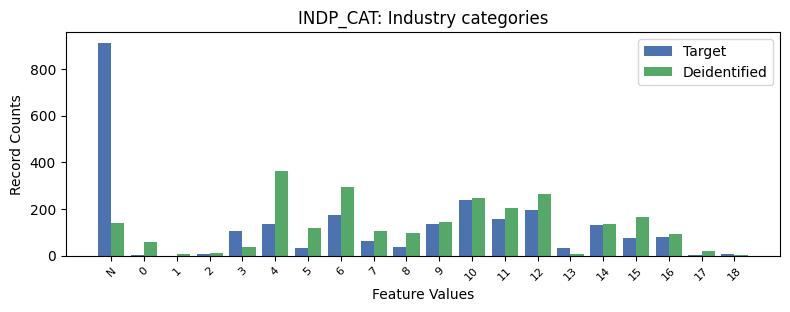 INDP_CAT: Industry categories
Target
Deidentified
Record Counts
800
600
400
200
0
N 0 1 2 3 4 5 6 7 8 9 10 11 12 13 14 15 16 17 18
Feature Values